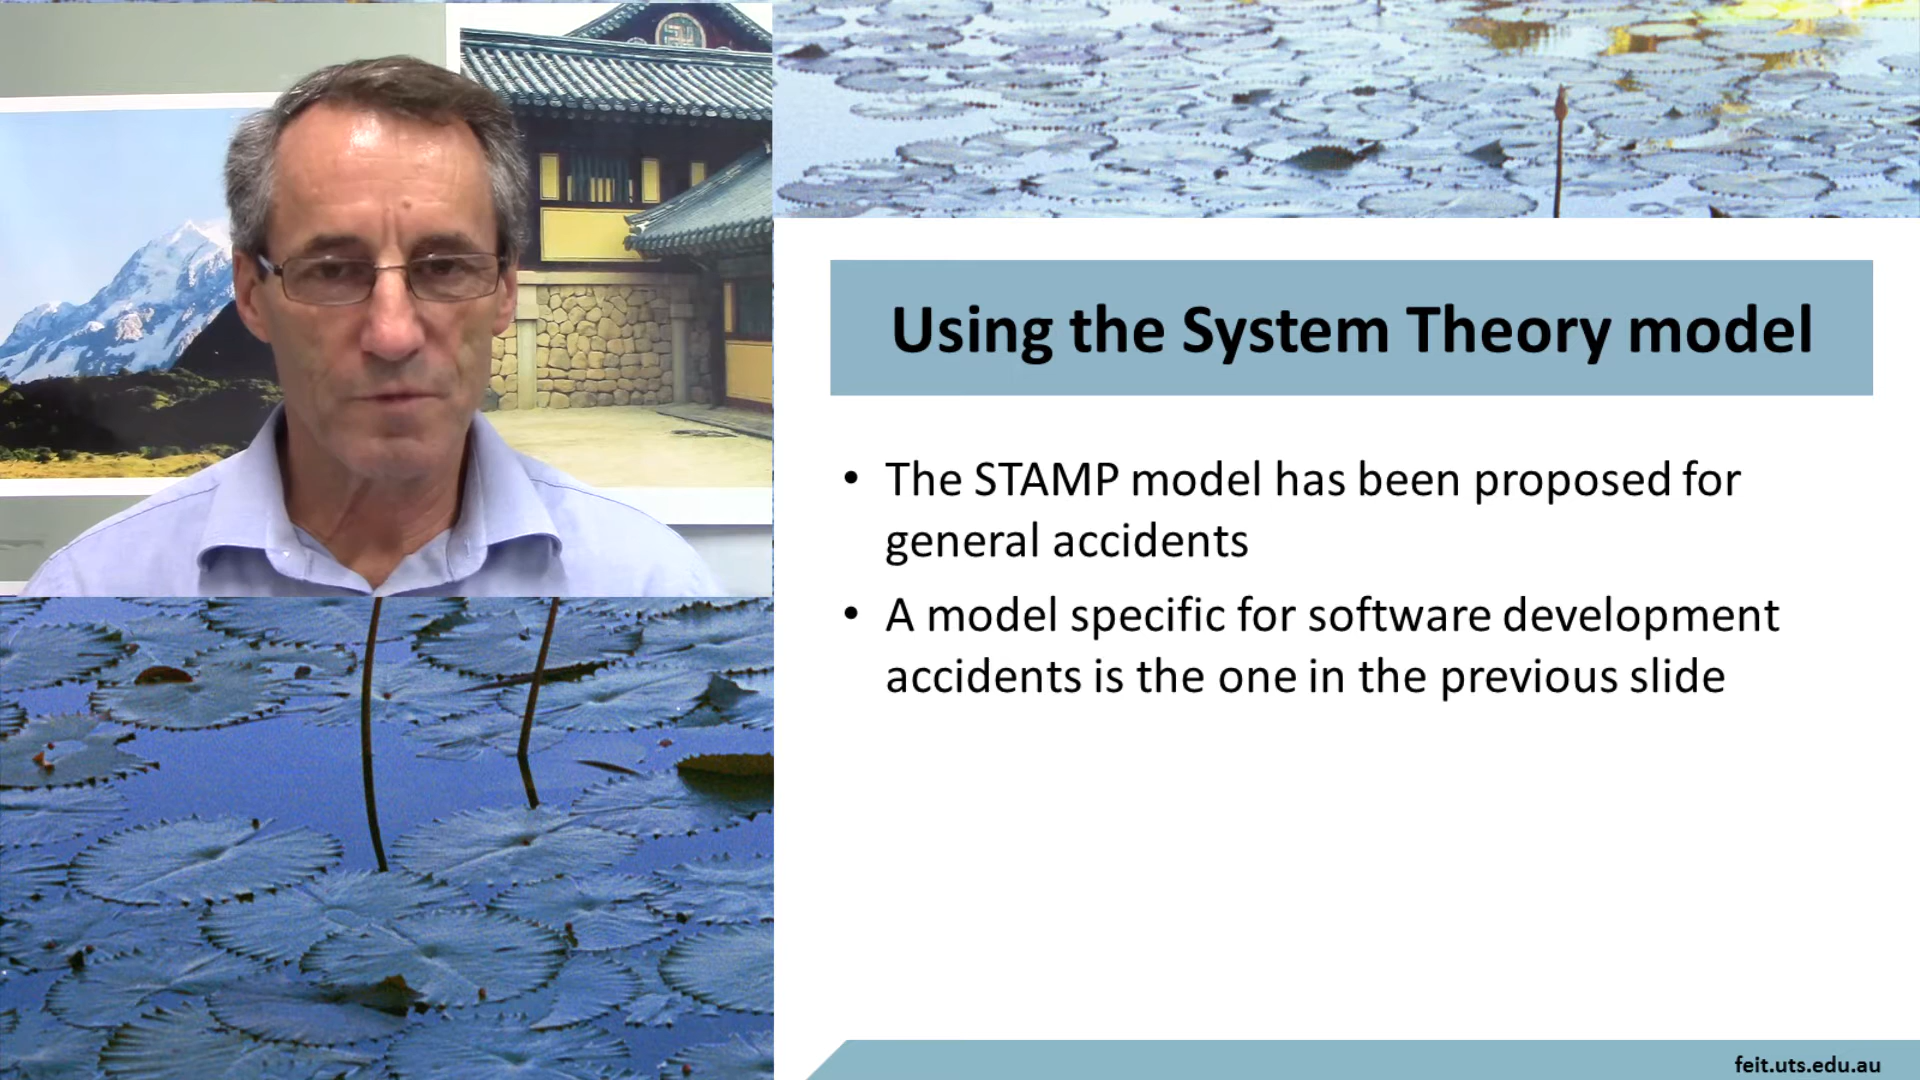 Using the System Theory model
• The STAMP model has been proposed for
general accidents
• A model specific for software development
accidents is the one in the previous slide
feit.uts.edu.au